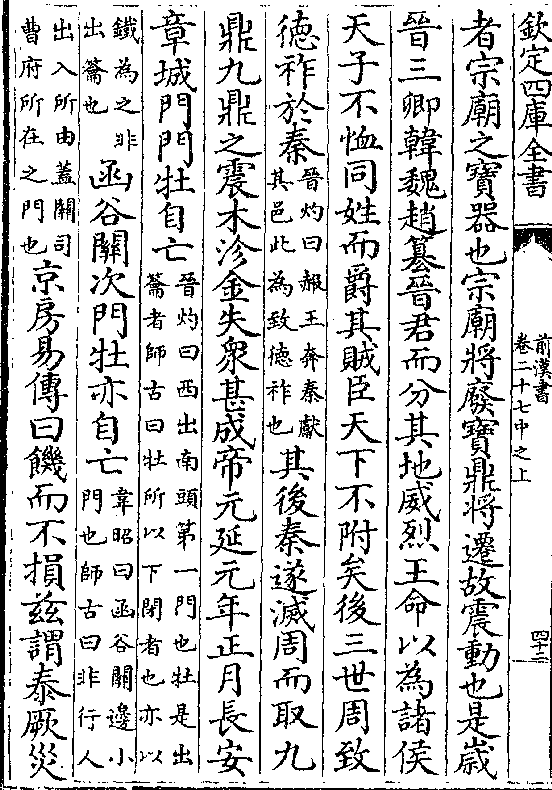 欽定四庫全書
前漢書
卷二十七中之上
四十二
者宗廟之寶器也宗廟將廢寶鼎將遷故震動也是歲
晉三卿韓魏趙簒晉君而分其地威烈王命以為諸侯
天子不恤同姓而爵其賊臣天下不附矣後三世周致
德祚於秦晉灼曰赧王奔秦獻其邑此為致德祚也其後秦遂滅周而取九
鼎九鼎之震木沴金失衆甚成帝元延元年正月長安
章城門門牡自亡晉灼曰西出南頭第一門也牡是出籥者師古曰牡所以下閉者也亦以
鐵為之非出籥也函谷關次門牡亦自亡韋昭曰函谷關邊小門也師古曰非行人
出入所由蓋關司曹府所在之門也京房易傳曰饑而不損茲謂泰厥災